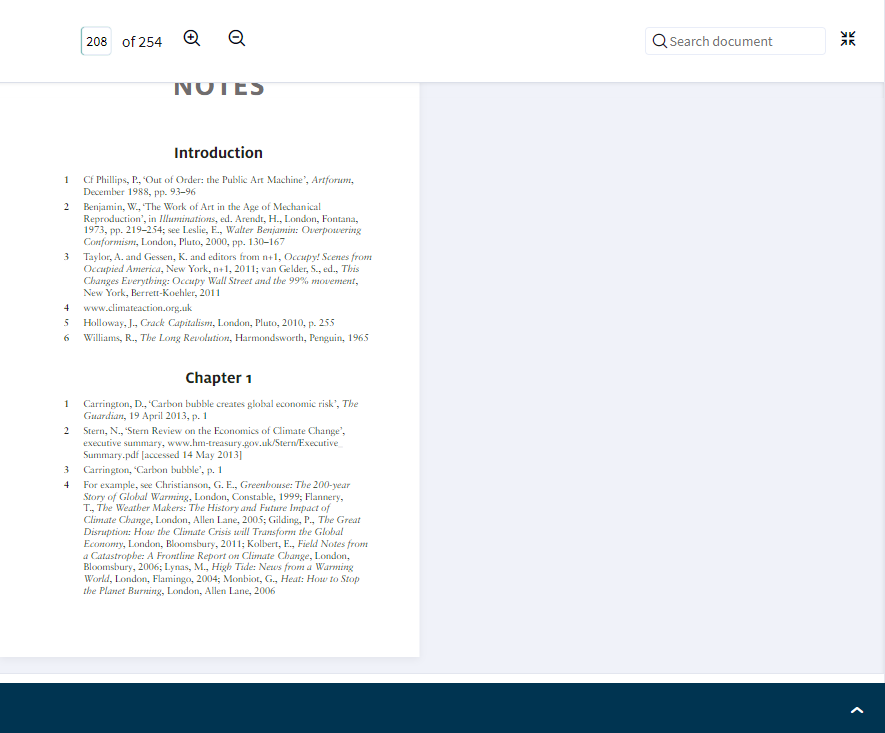 208 of 254
Search document
NOTES
Introduction
1 Cf Phillips, P., ‘Out of Order: the Public Art Machine’, Artforum,
December 1988, pp. 93–96
2 Benjamin, W., ‘The Work of Art in the Age of Mechanical
Reproduction’, in Illuminations, ed. Arendt, H., London, Fontana,
1973, pp. 219–254; see Leslie, E., Walter Benjamin: Overpowering
Conformism, London, Pluto, 2000, pp. 130–167
3 Taylor, A. and Gessen, K. and editors from n+1, Occupy! Scenes from
Occupied America, New York, n+1, 2011; van Gelder, S., ed., This
Changes Everything: Occupy Wall Street and the 99% movement,
New York, Berrett-Koehler, 2011
4 www.climateaction.org.uk
5 Holloway, J., Crack Capitalism, London, Pluto, 2010, p. 255
6 Williams, R., The Long Revolution, Harmondsworth, Penguin, 1965
Chapter 1
1 Carrington, D., ‘Carbon bubble creates global economic risk’, The
Guardian, 19 April 2013, p. 1
2 Stern, N., ‘Stern Review on the Economics of Climate Change’,
executive summary, www.hm-treasury.gov.uk/Stern/Executive_
Summary.pdf [accessed 14 May 2013]
3 Carrington, ‘Carbon bubble’, p. 1
4 For example, see Christianson, G. E., Greenhouse: The 200-year
Story of Global Warming, London, Constable, 1999; Flannery,
T., The Weather Makers: The History and Future Impact of
Climate Change, London, Allen Lane, 2005; Gilding, P., The Great
Disruption: How the Climate Crisis will Transform the Global
Economy, London, Bloomsbury, 2011; Kolbert, E., Field Notes from
a Catastrophe: A Frontline Report on Climate Change, London,
Bloomsbury, 2006; Lynas, M., High Tide: News from a Warming
World, London, Flamingo, 2004; Monbiot, G., Heat: How to Stop
the Planet Burning, London, Allen Lane, 2006